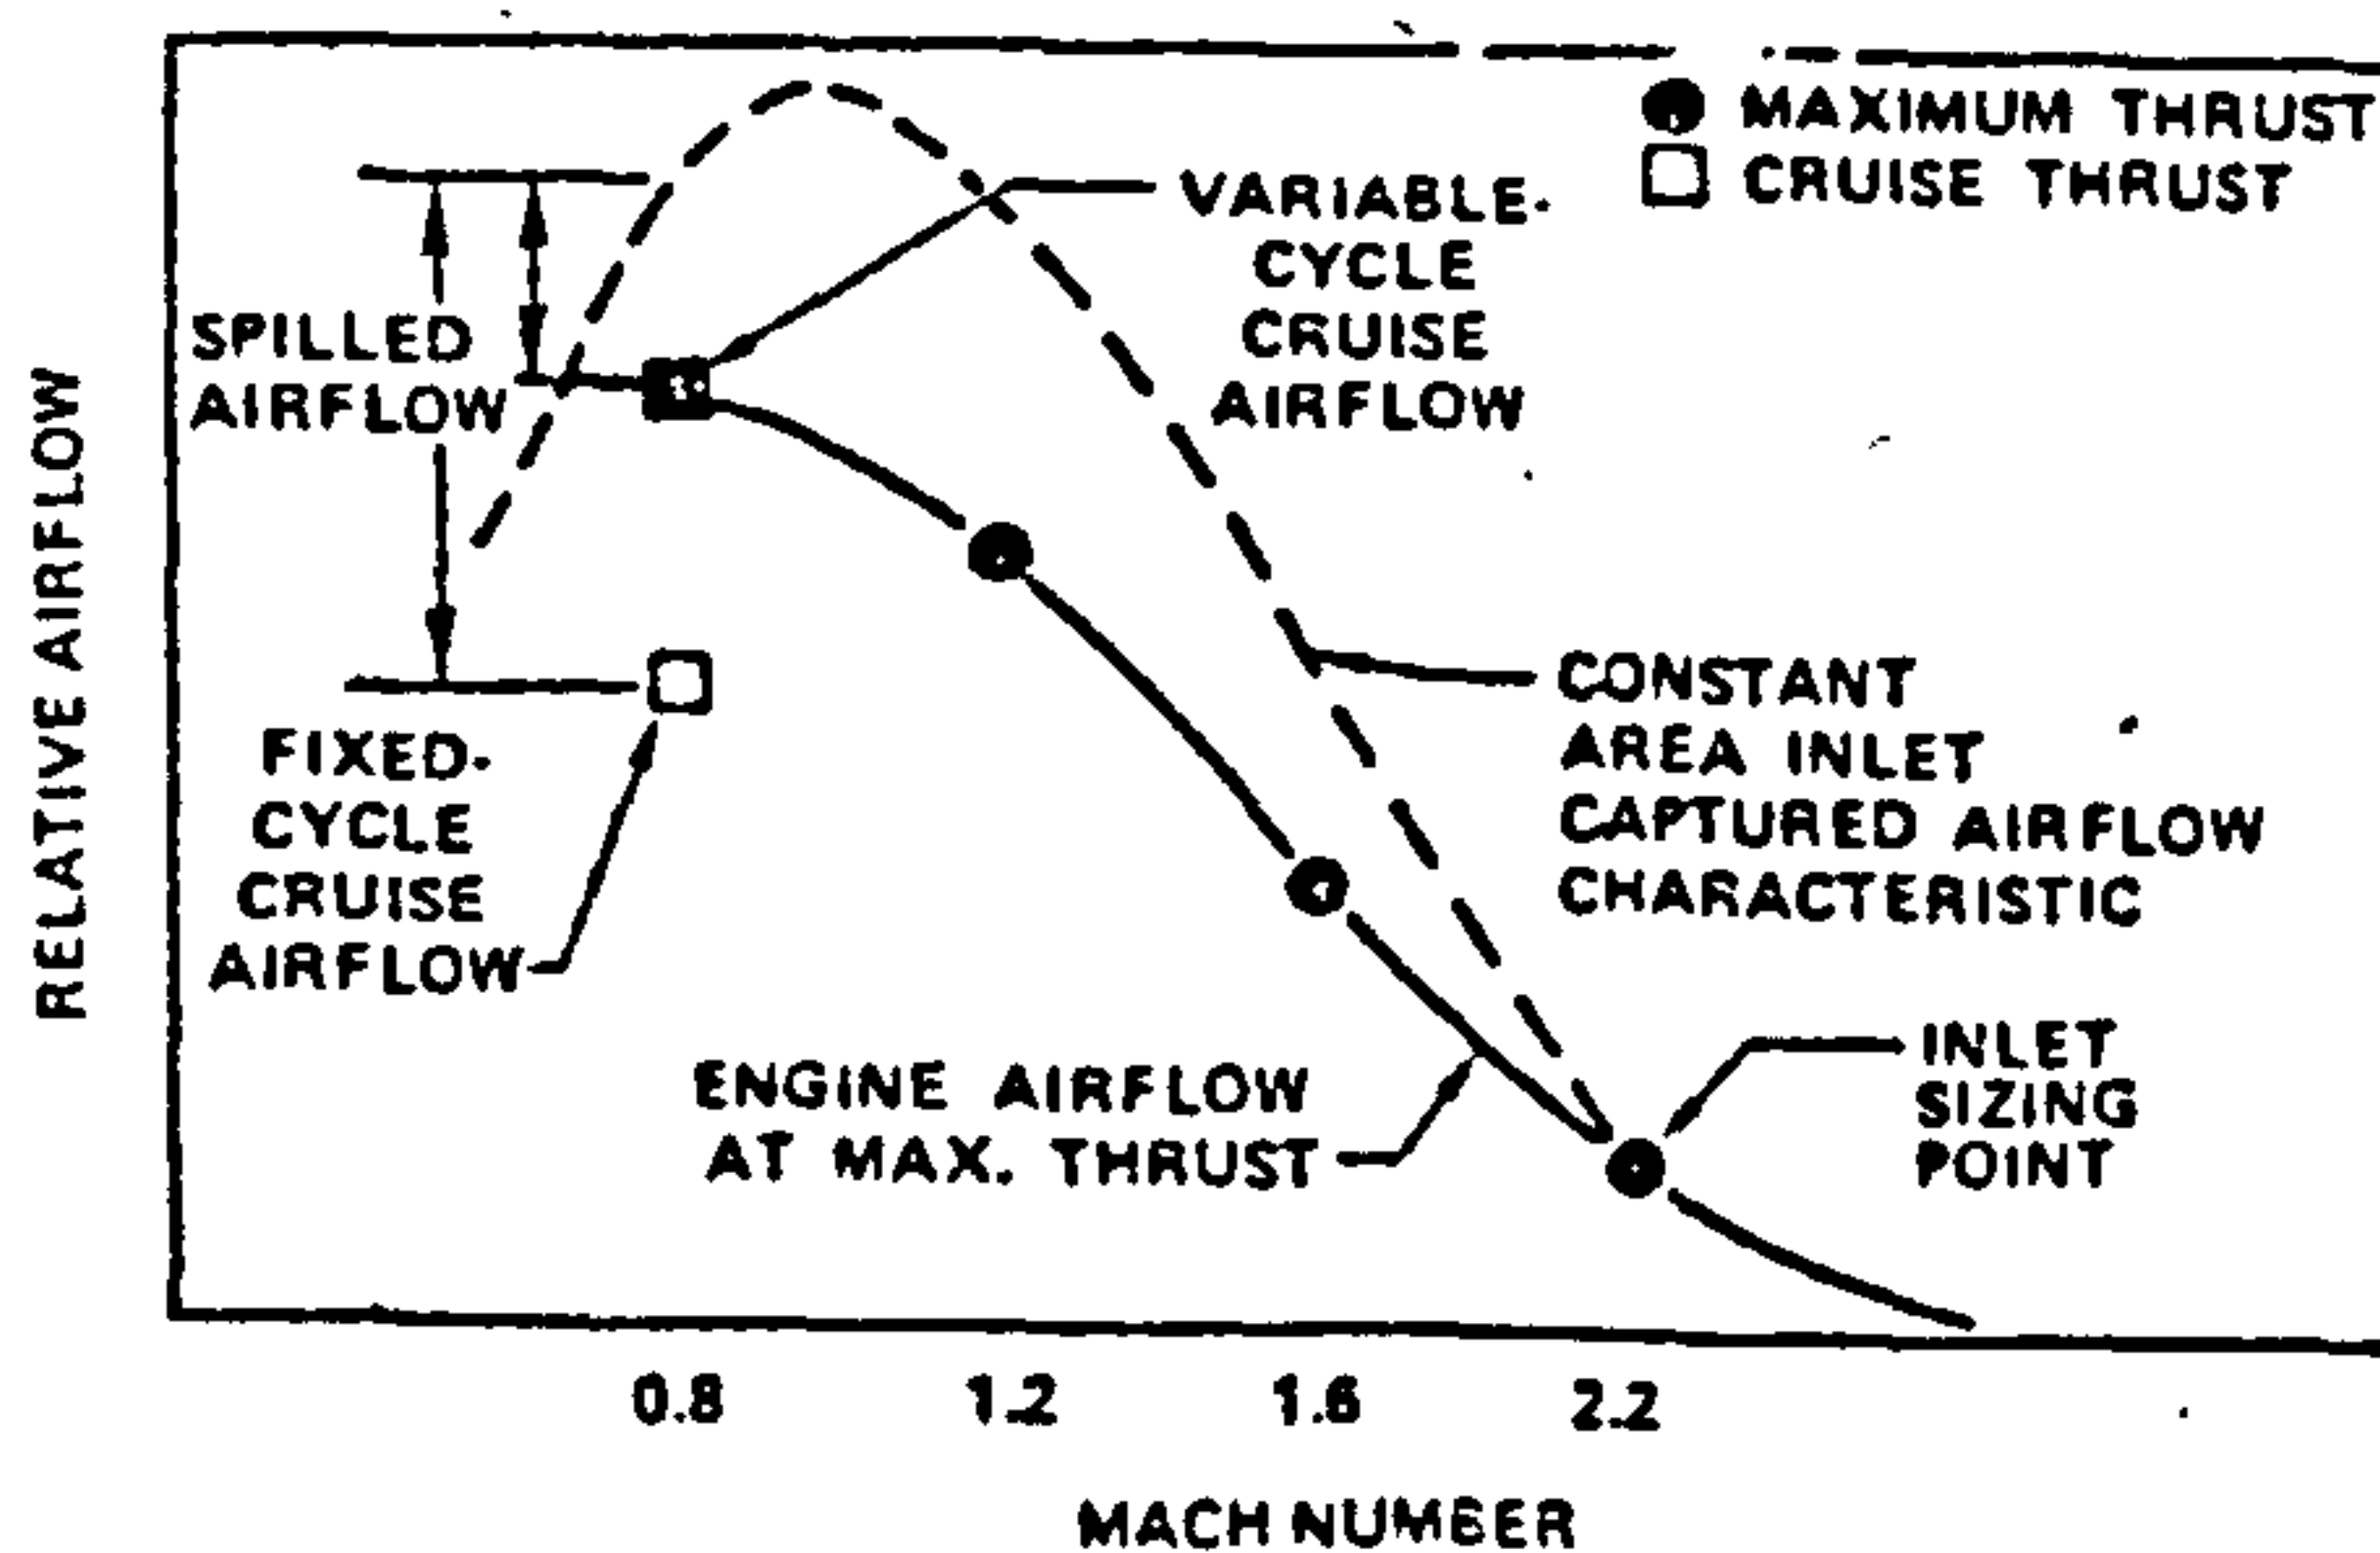 MAXIMUM THRUST
CRUISE THRUST
VARIABLE-
CYCLE
CRUISE
AIRFLOW
SPILLED
AIRFLOW
RELATIVE AIRFLOW
FIXED-
CYCLE
CRUISE
AIRFLOW
CONSTANT
AREA INLET
CAPTURED AIRFLOW
CHARACTERISTIC
ENGINE AIRFLOW
AT MAX. THRUST
INLET
SIZING
POINT
0.8
1.2
1.6
2.2
MACH NUMBER